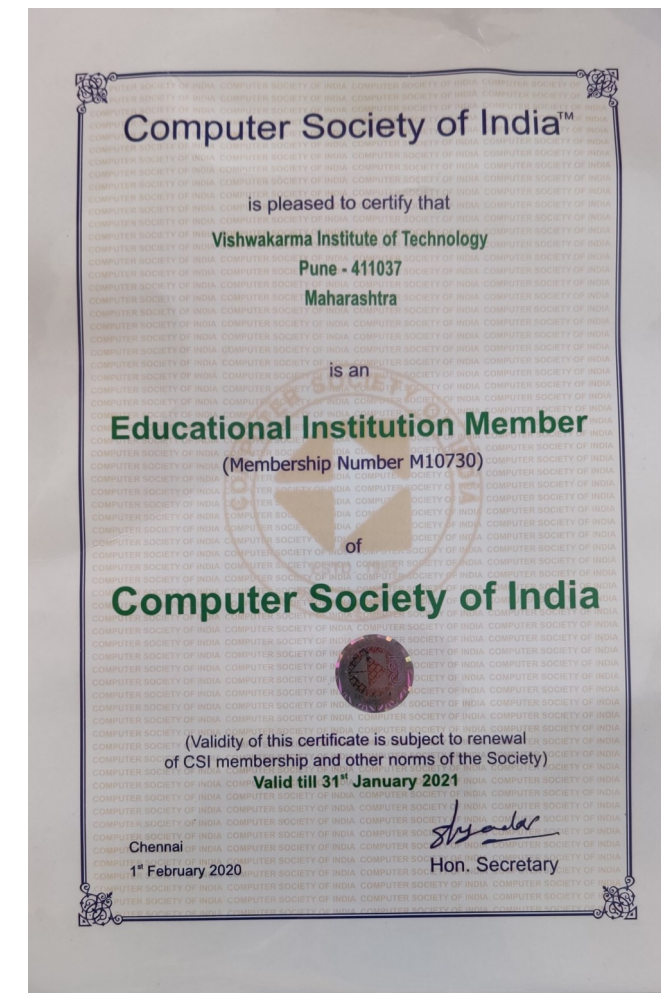 Computer Society of India™
is pleased to certify that
Vishwakarma Institute of Technology
Pune - 411037
Maharashtra
is an
Educational Institution Member
(Membership Number M10730)
of
Computer Society of India
(Validity of this certificate is subject to renewal
of CSI membership and other norms of the Society)
Valid till 31st January 2021
Chennai
1st February 2020
Hon. Secretary